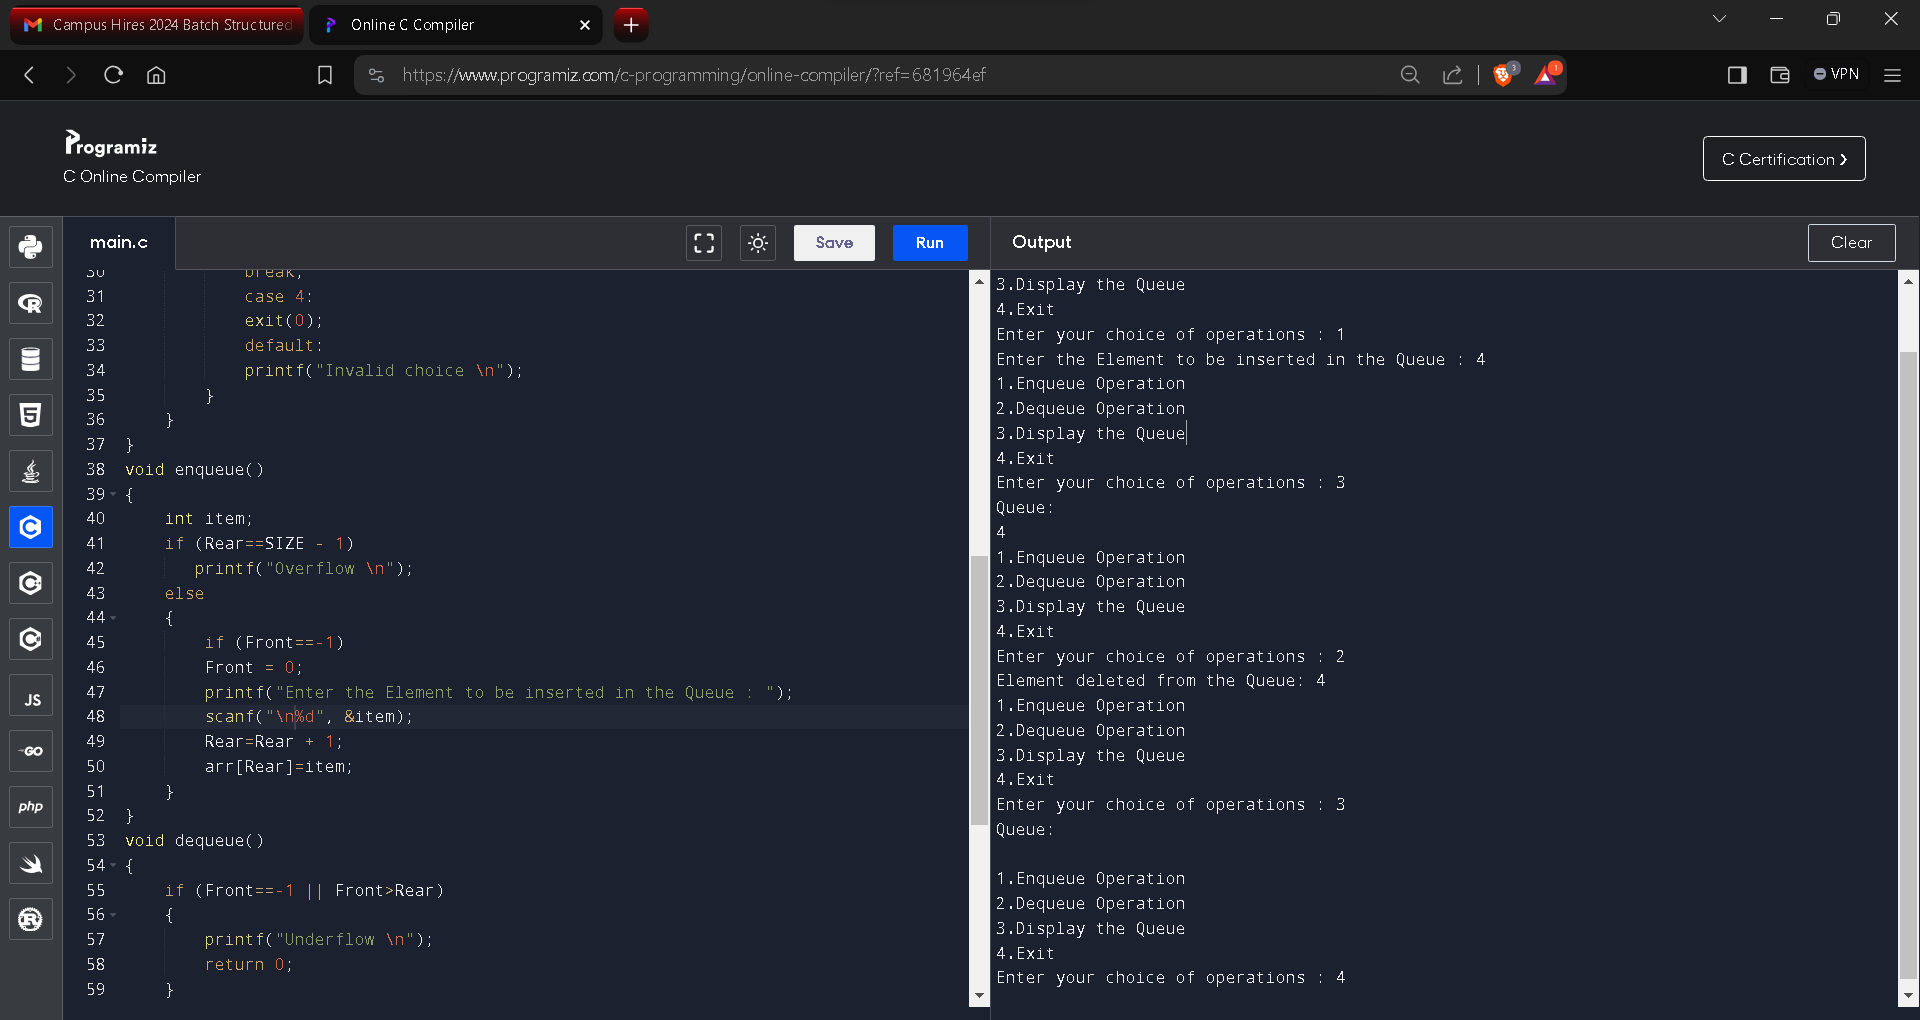 Campus Hires 2024 Batch Structured
Online C Compiler
https://www.programiz.com/c-programming/online-compiler/?ref=681964ef
3
1
VPN
Programiz
C Online Compiler
C Certification
main.c
Save
Run
Output
Clear
JS
GO
php
30 break;
31 case 4:
32 exit(0);
33 default:
34 printf("Invalid choice \n");
35 }
36 }
37 }
38 void enqueue()
39 {
40 int item;
41 if (Rear==SIZE - 1)
42 printf("Overflow \n");
43 else
44 {
45 if (Front==-1)
46 Front = 0;
47 printf("Enter the Element to be inserted in the Queue : ");
48 scanf("\n%d", &item);
49 Rear=Rear + 1;
50 arr[Rear]=item;
51 }
52 }
53 void dequeue()
54 {
55 if (Front==-1 || Front>Rear)
56 {
57 printf("Underflow \n");
58 return 0;
59 }
3.Display the Queue
4.Exit
Enter your choice of operations : 1
Enter the Element to be inserted in the Queue : 4
1.Enqueue Operation
2.Dequeue Operation
3.Display the Queue
4.Exit
Enter your choice of operations : 3
Queue:
4
1.Enqueue Operation
2.Dequeue Operation
3.Display the Queue
4.Exit
Enter your choice of operations : 2
Element deleted from the Queue: 4
1.Enqueue Operation
2.Dequeue Operation
3.Display the Queue
4.Exit
Enter your choice of operations : 3
Queue:
1.Enqueue Operation
2.Dequeue Operation
3.Display the Queue
4.Exit
Enter your choice of operations : 4